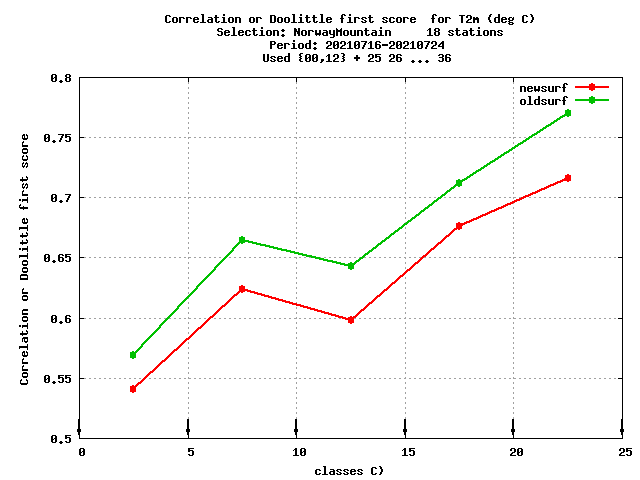 Correlation or Doolittle first score  for T2m (deg C)
Selection: NorwayMountain     18 stations
Period: 20210716-20210724
Used {00,12} + 25 26 ... 36
newsurf
oldsurf
0.8
0.75
0.7
0.65
0.6
0.55
0.5
Correlation or Doolittle first score
0 5 10 15 20 25
classes C)